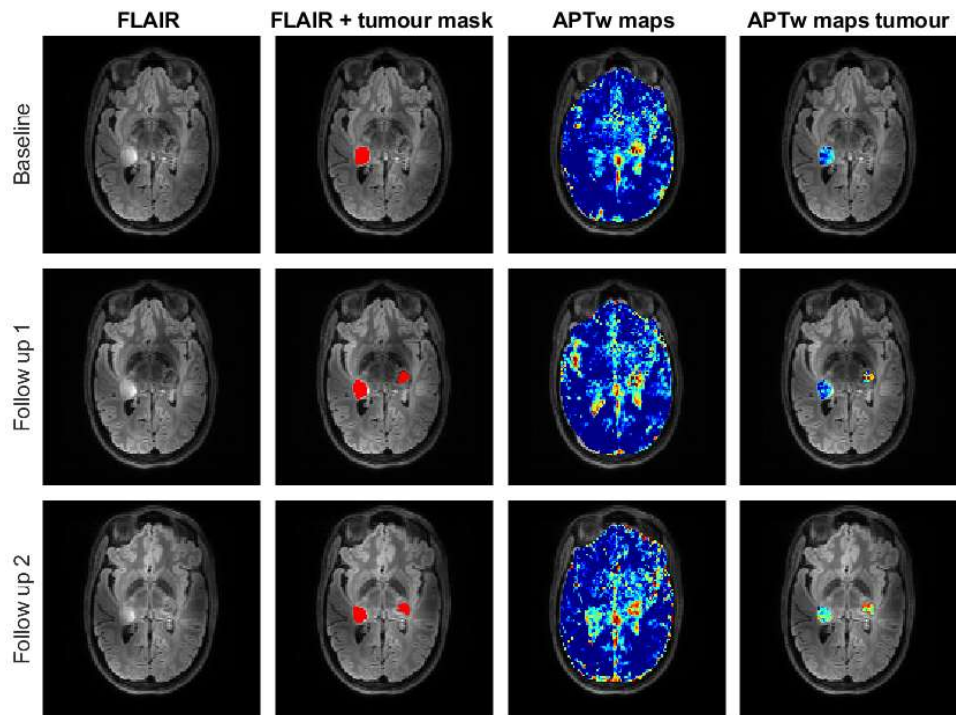 FLAIR
FLAIR + tumour mask
APTw maps
APTw maps tumour
Baseline
Follow up 1
Follow up 2